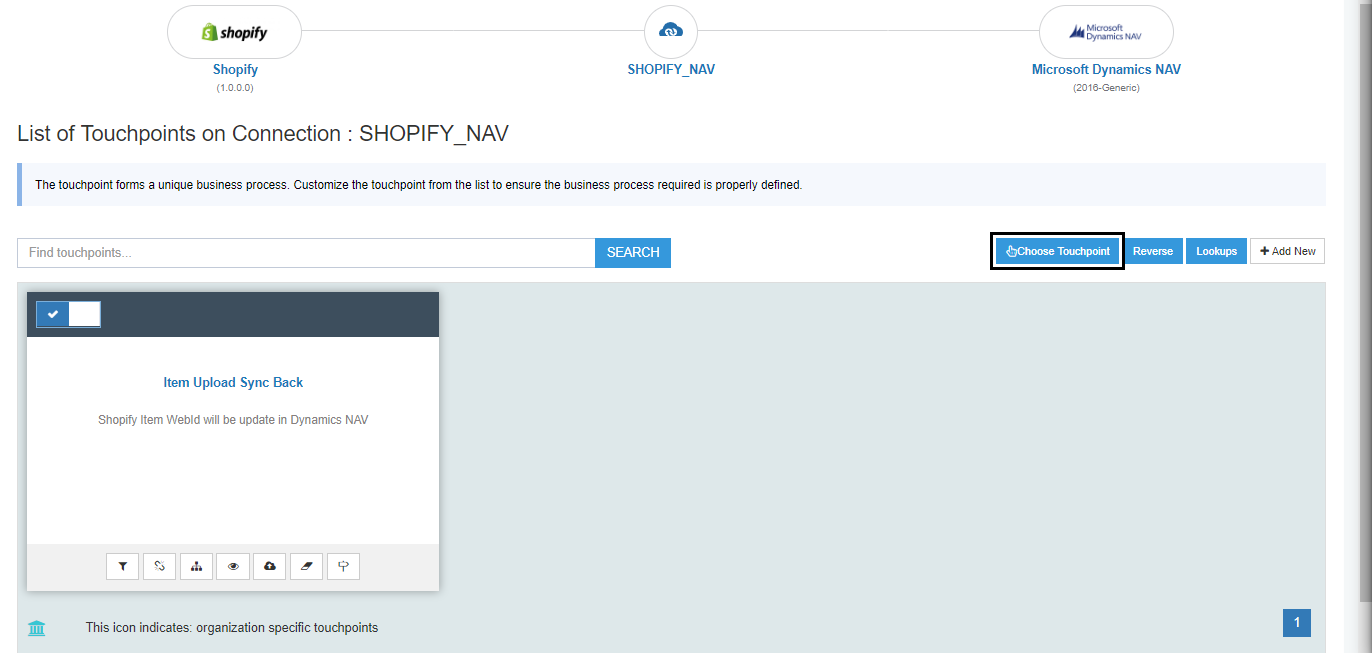 shopify
Microsoft
Dynamics NAV
Shopify
SHOPIFY_NAV
Microsoft Dynamics NAV
(1.0.0.0)
(2016-Generic)
List of Touchpoints on Connection : SHOPIFY_NAV
The touchpoint forms a unique business process. Customize the touchpoint from the list to ensure the business process required is properly defined.
Find touchpoints...
SEARCH
Choose Touchpoint
Reverse
Lookups
Add New
Item Upload Sync Back
Shopify Item WebId will be update in Dynamics NAV
This icon indicates: organization specific touchpoints
1